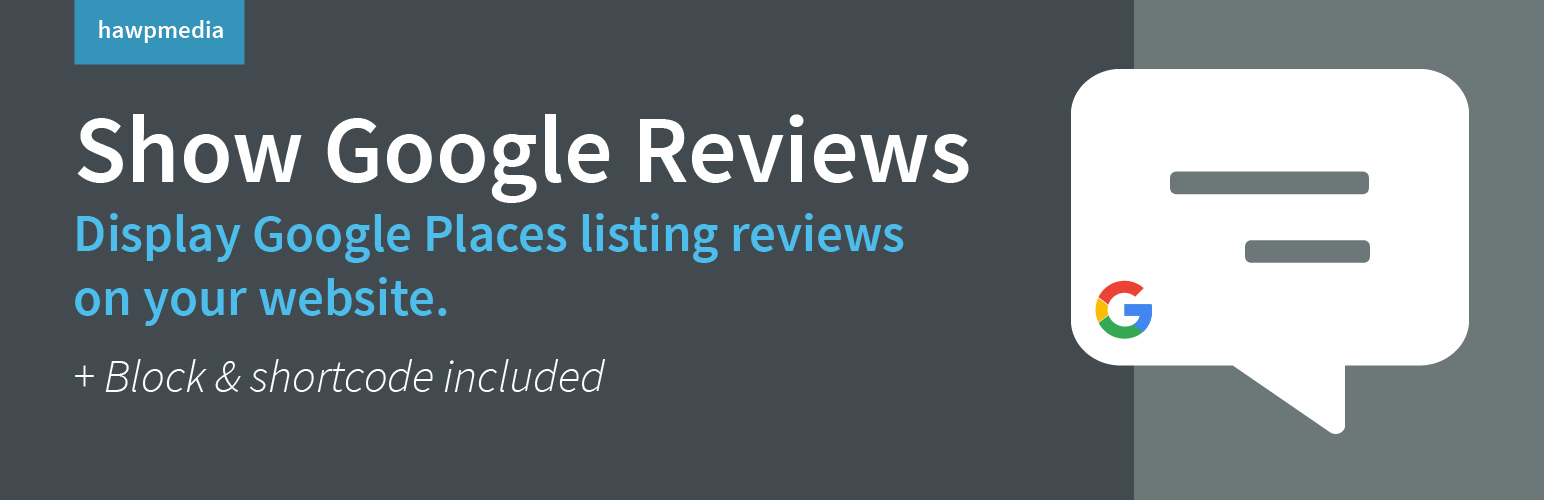 hawpmedia
Show Google Reviews
Display Google Places listing reviews
on your website.
+ Block & shortcode included
G